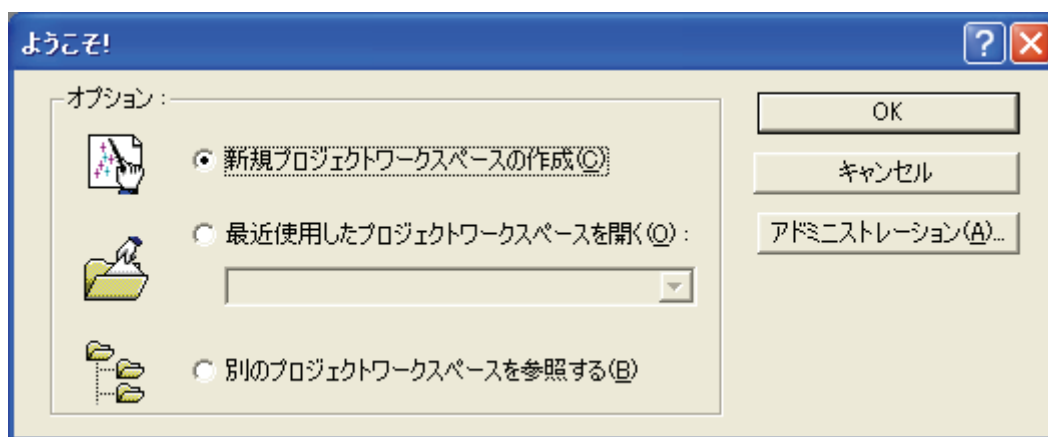 ようこそ!
オプション :
新規プロジェクトワークスペースの作成(C)
最近使用したプロジェクトワークスペースを開く(O) :
別のプロジェクトワークスペースを参照する(B)
OK
キャンセル
アドミニストレーション(A)...